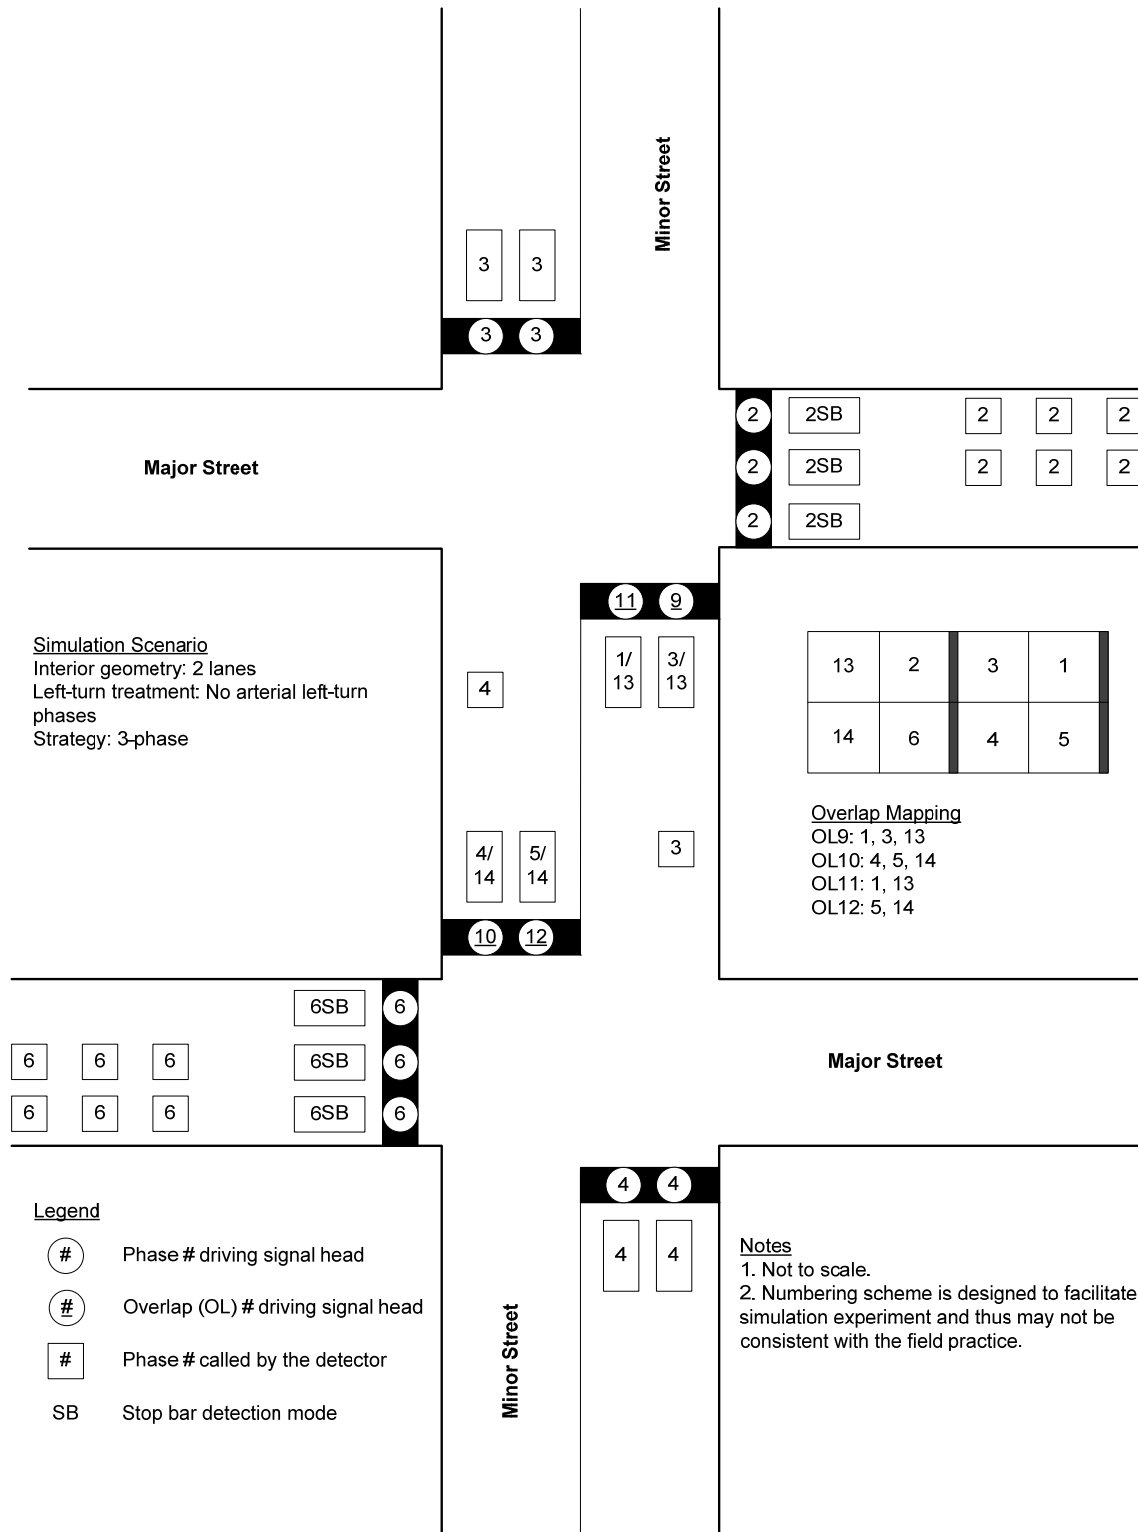 Minor Street
3 3
3 3
2 2SB 2 2 2
Major Street
2 2SB 2 2 2
2 2SB
11 9
Simulation Scenario
Interior geometry: 2 lanes
Left-turn treatment: No arterial left-turn
phases
Strategy: 3-phase
4
1/
13
3/
13
13 2 3 1
14 6 4 5
4/
14
5/
14
3
Overlap Mapping
OL9: 1, 3, 13
OL10: 4, 5, 14
OL11: 1, 13
OL12: 5, 14
10 12
6SB 6
6 6 6 6SB 6
Major Street
6 6 6 6SB 6
4 4
4 4
Legend
# Phase # driving signal head
# Overlap (OL) # driving signal head
# Phase # called by the detector
SB Stop bar detection mode
Minor Street
Notes
1. Not to scale.
2. Numbering scheme is designed to facilitate
simulation experiment and thus may not be
consistent with the field practice.